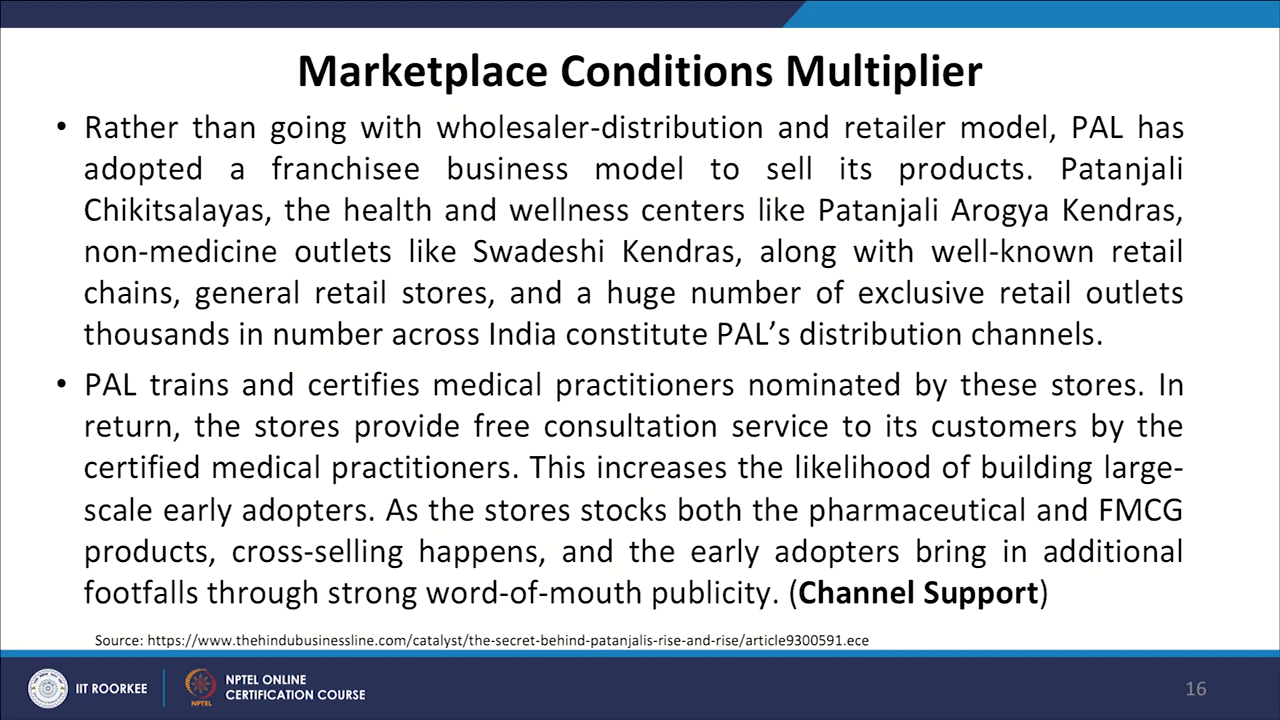 Marketplace Conditions Multiplier
• Rather than going with wholesaler-distribution and retailer model, PAL has
adopted a franchisee business model to sell its products. Patanjali
Chikitsalayas, the health and wellness centers like Patanjali Arogya Kendras,
non-medicine outlets like Swadeshi Kendras, along with well-known retail
chains, general retail stores, and a huge number of exclusive retail outlets
thousands in number across India constitute PAL’s distribution channels.
• PAL trains and certifies medical practitioners nominated by these stores. In
return, the stores provide free consultation service to its customers by the
certified medical practitioners. This increases the likelihood of building large-
scale early adopters. As the stores stocks both the pharmaceutical and FMCG
products, cross-selling happens, and the early adopters bring in additional
footfalls through strong word-of-mouth publicity. (Channel Support)
Source: https://www.thehindubusinessline.com/catalyst/the-secret-behind-patanjalis-rise-and-rise/article9300591.ece
IIT ROORKEE
NPTEL
NPTEL ONLINE
CERTIFICATION COURSE
16